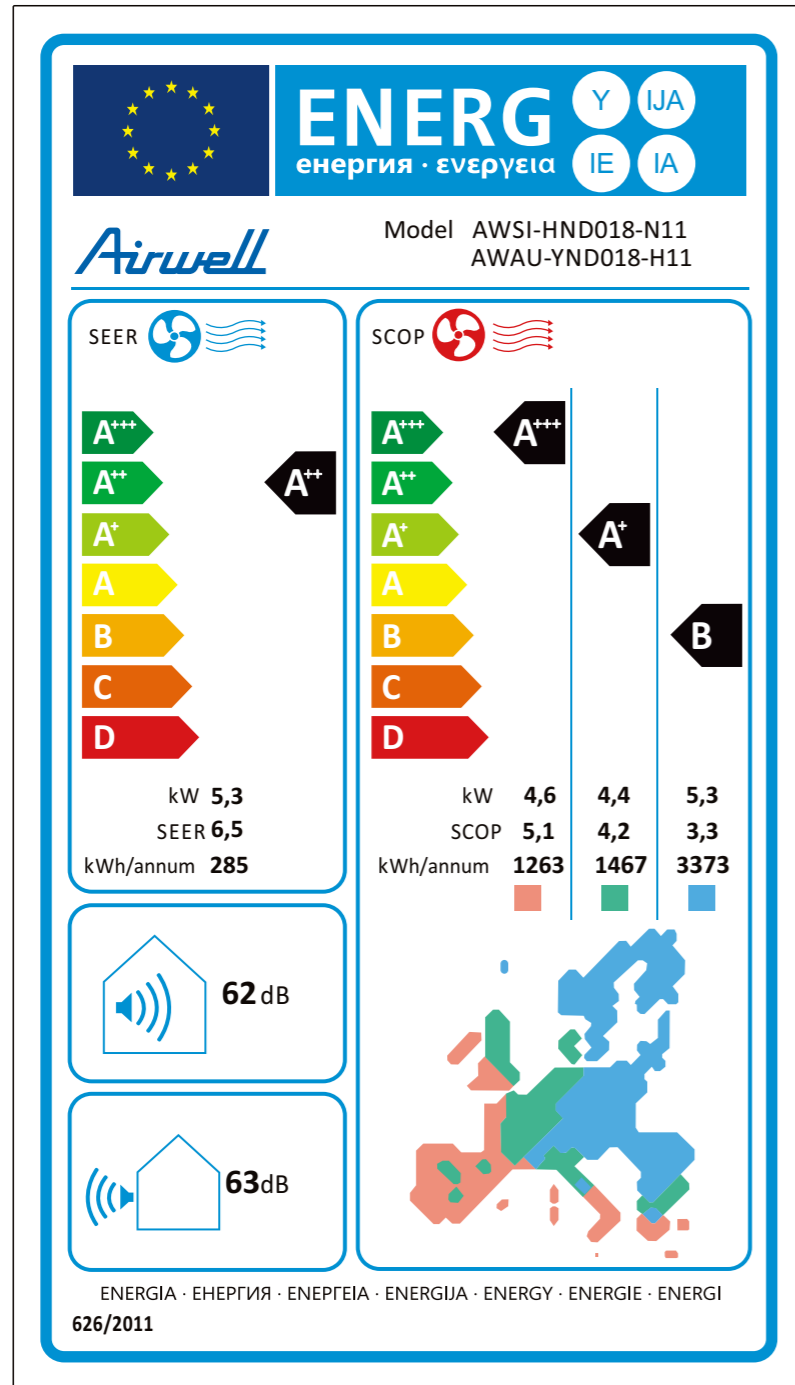 ENERG
енергия · ενεργεια
Y IJA
IE IA
Airwell
Model AWSI-HND018-N11
AWAU-YND018-H11
SEER
A+++
A++
A+
A
B
C
D
A++
kW 5,3
SEER 6,5
kWh/annum 285
SCOP
A+++
A++
A+
A
B
C
D
A+++
A+
B
kW 4,6 4,4 5,3
SCOP 5,1 4,2 3,3
kWh/annum 1263 1467 3373
62 dB
63 dB
ENERGIA · ЕНЕРГИЯ · ΕΝΕΡΓΕΙΑ · ENERGIJA · ENERGY · ENERGIE · ENERGI
626/2011